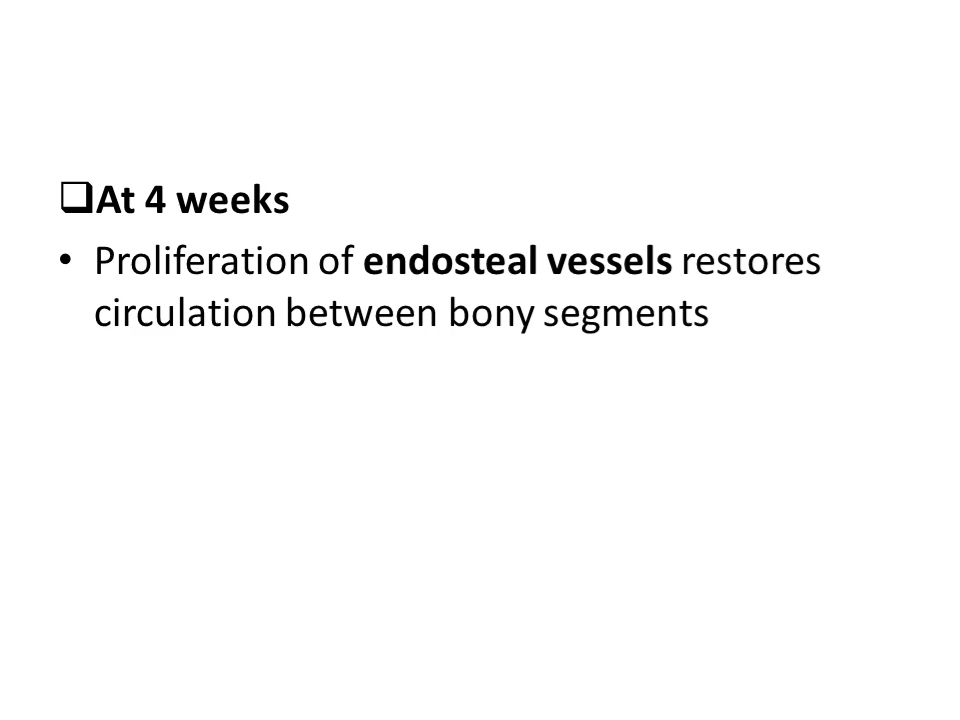 ❑At 4 weeks
• Proliferation of endosteal vessels restores
circulation between bony segments